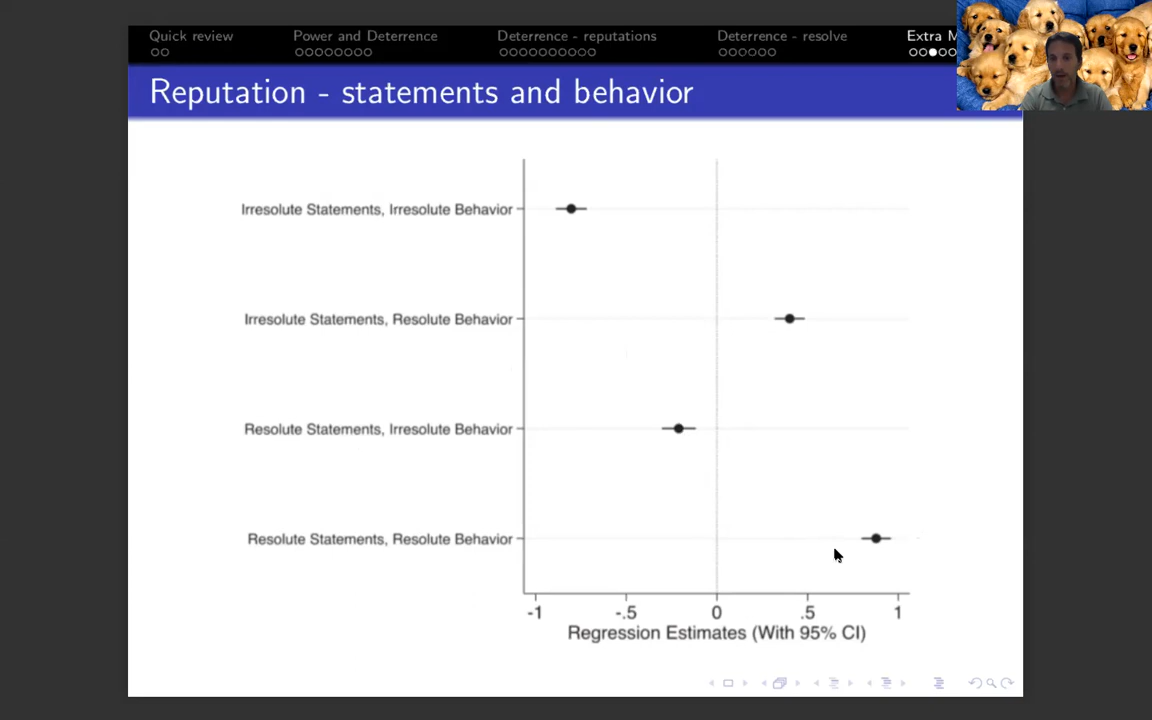 Quick review
Power and Deterrence
Deterrence - reputations
Deterrence - resolve
Extra M
Reputation - statements and behavior
Irresolute Statements, Irresolute Behavior
Irresolute Statements, Resolute Behavior
Resolute Statements, Irresolute Behavior
Resolute Statements, Resolute Behavior
-1 -.5 0 .5 1
Regression Estimates (With 95% CI)